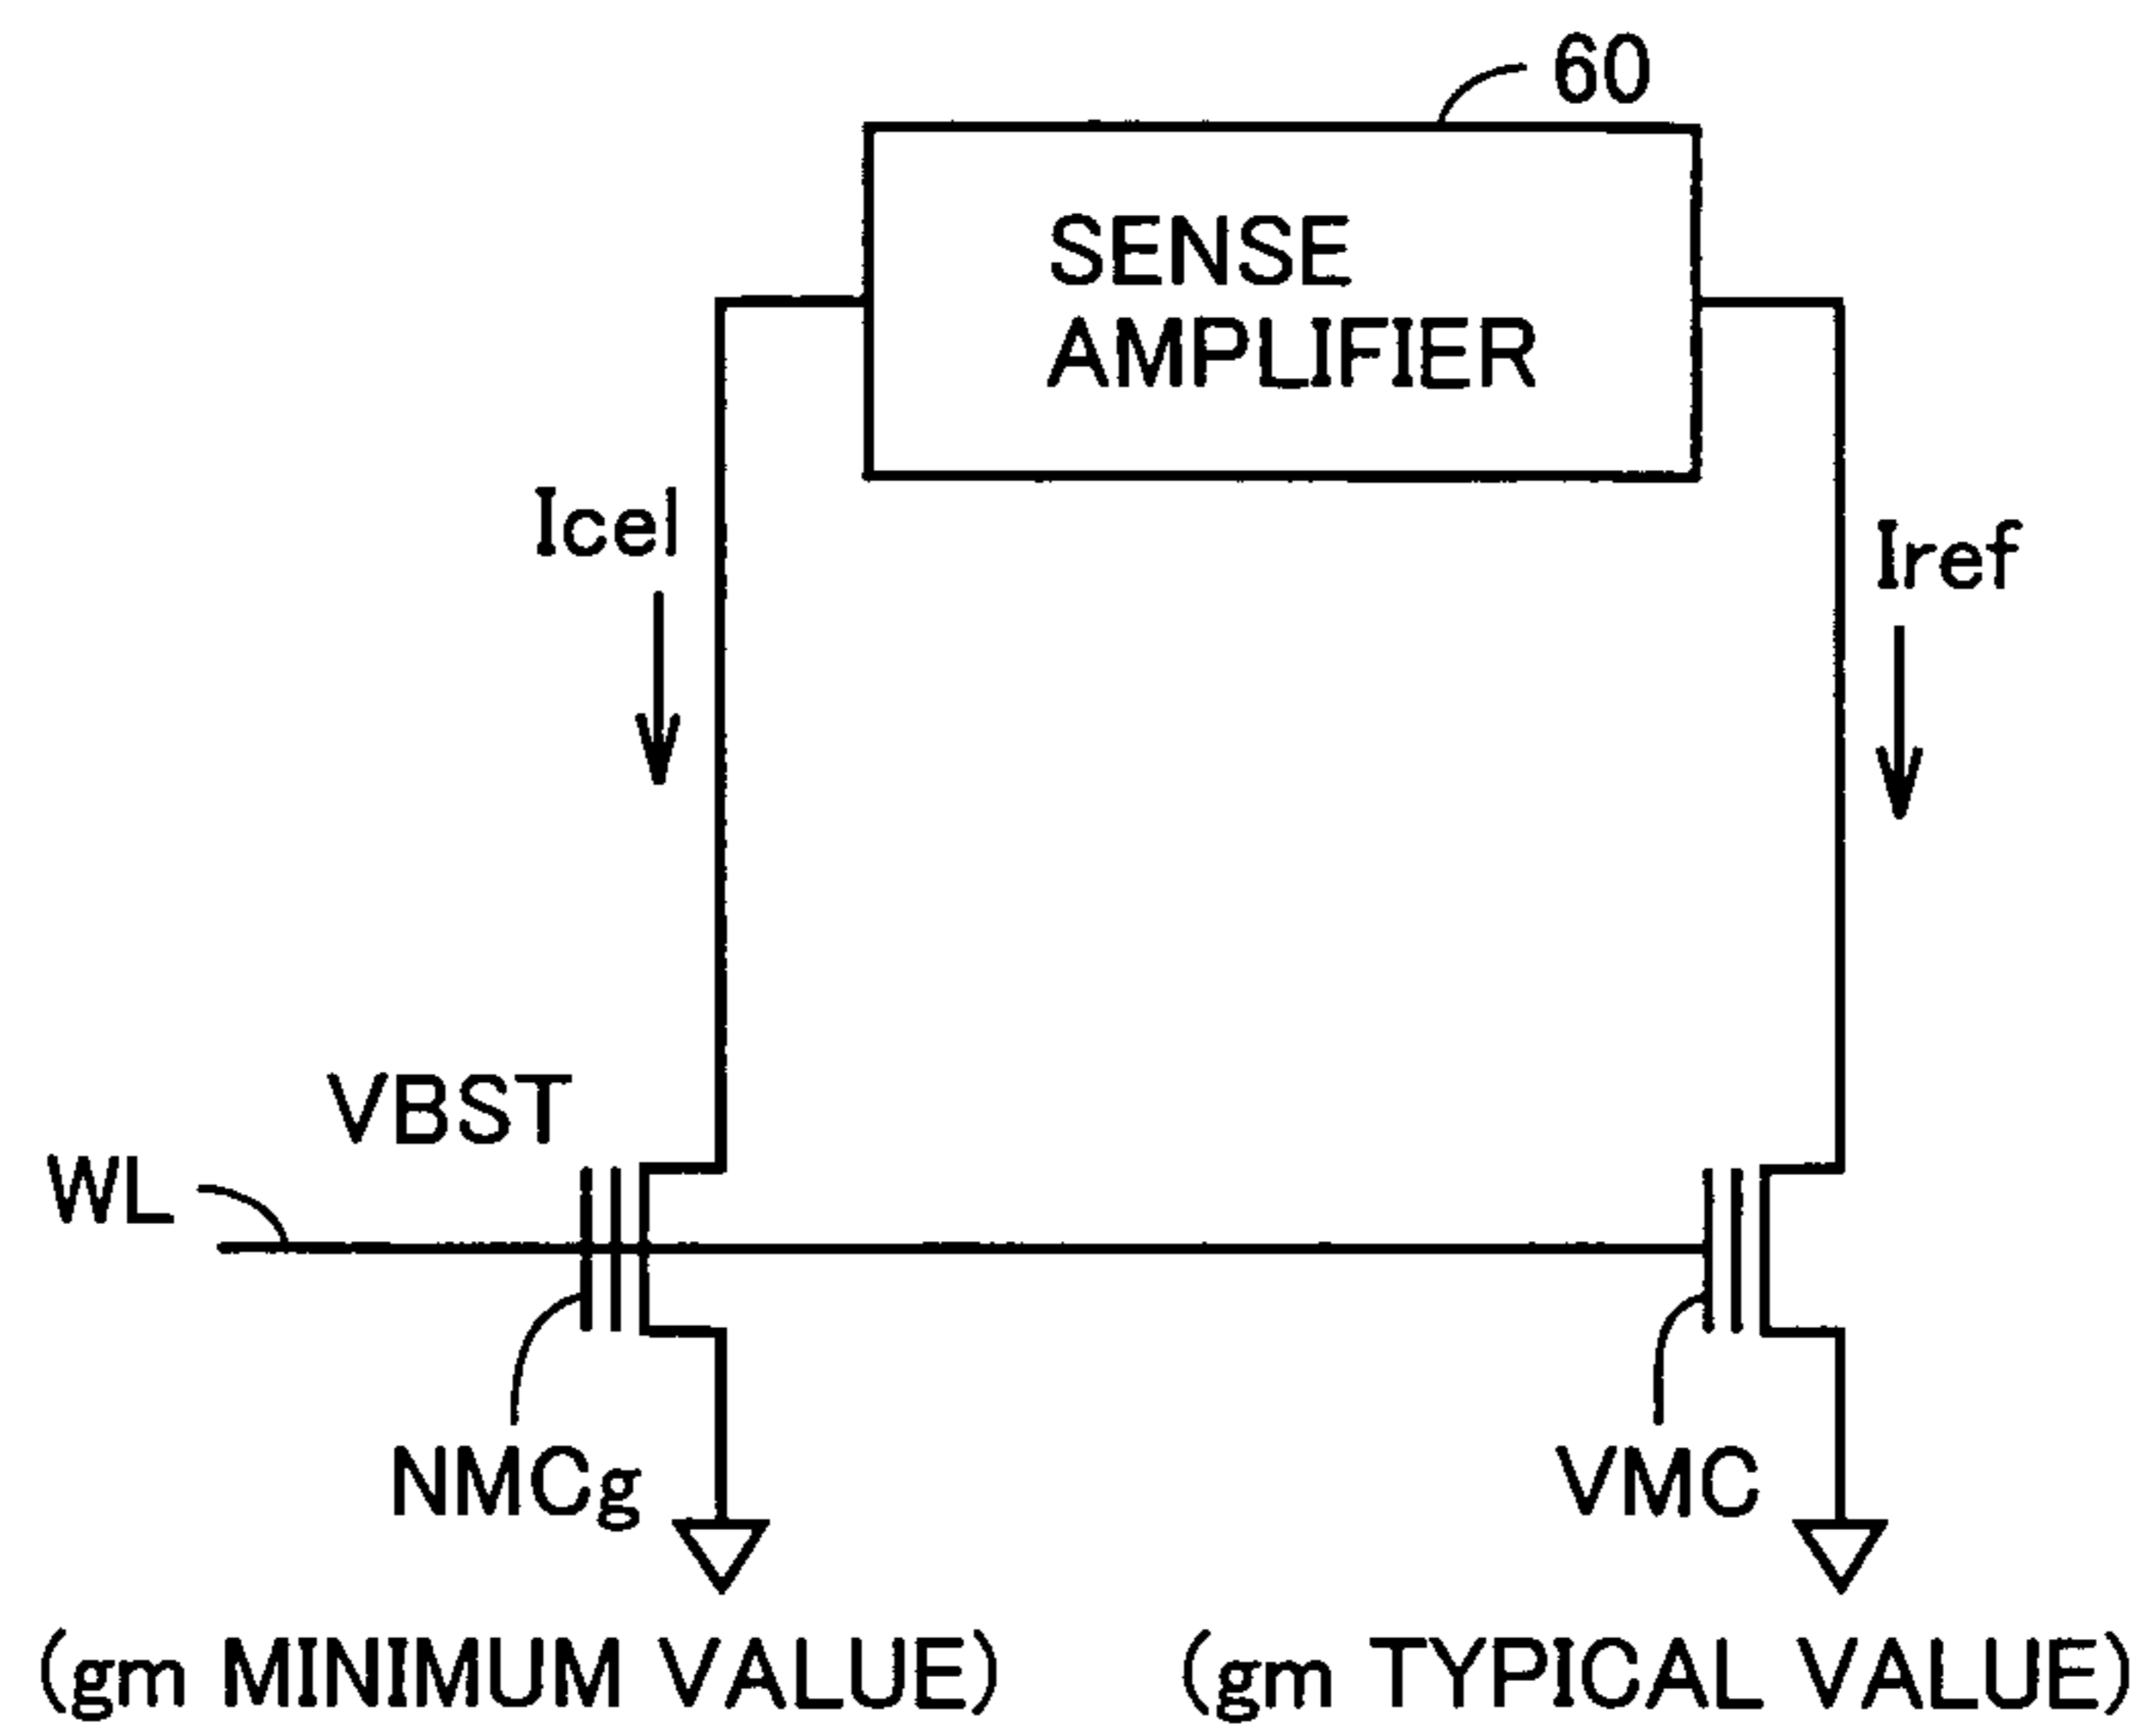 60
SENSE
AMPLIFIER
Icel
Iref
VBST
WL
NMCg
VMC
(gm MINIMUM VALUE)
(gm TYPICAL VALUE)